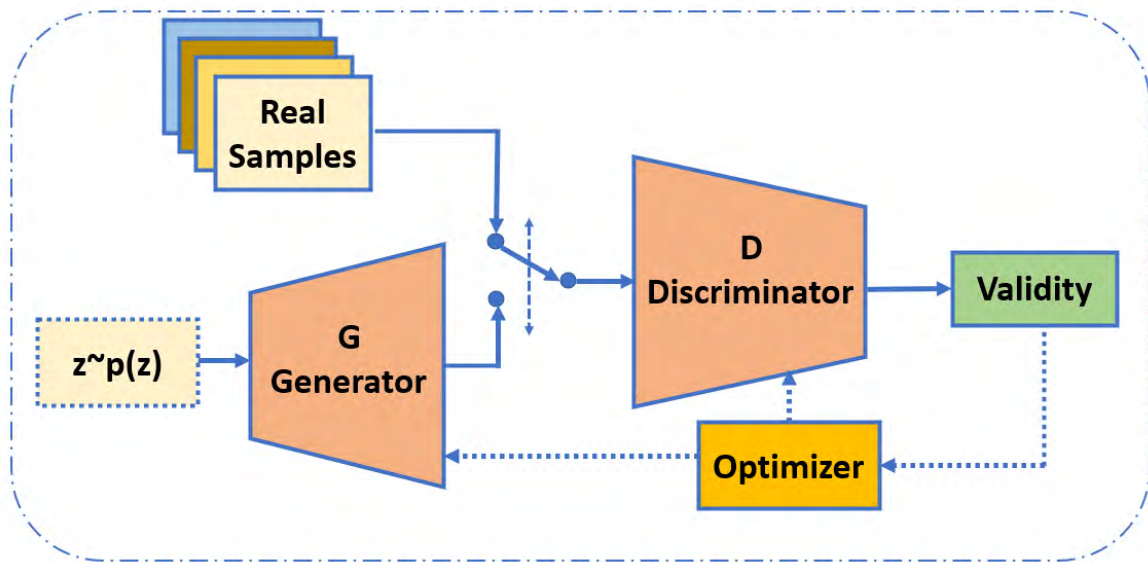 Real
Samples
D
Discriminator
Validity
z~p(z)
G
Generator
Optimizer